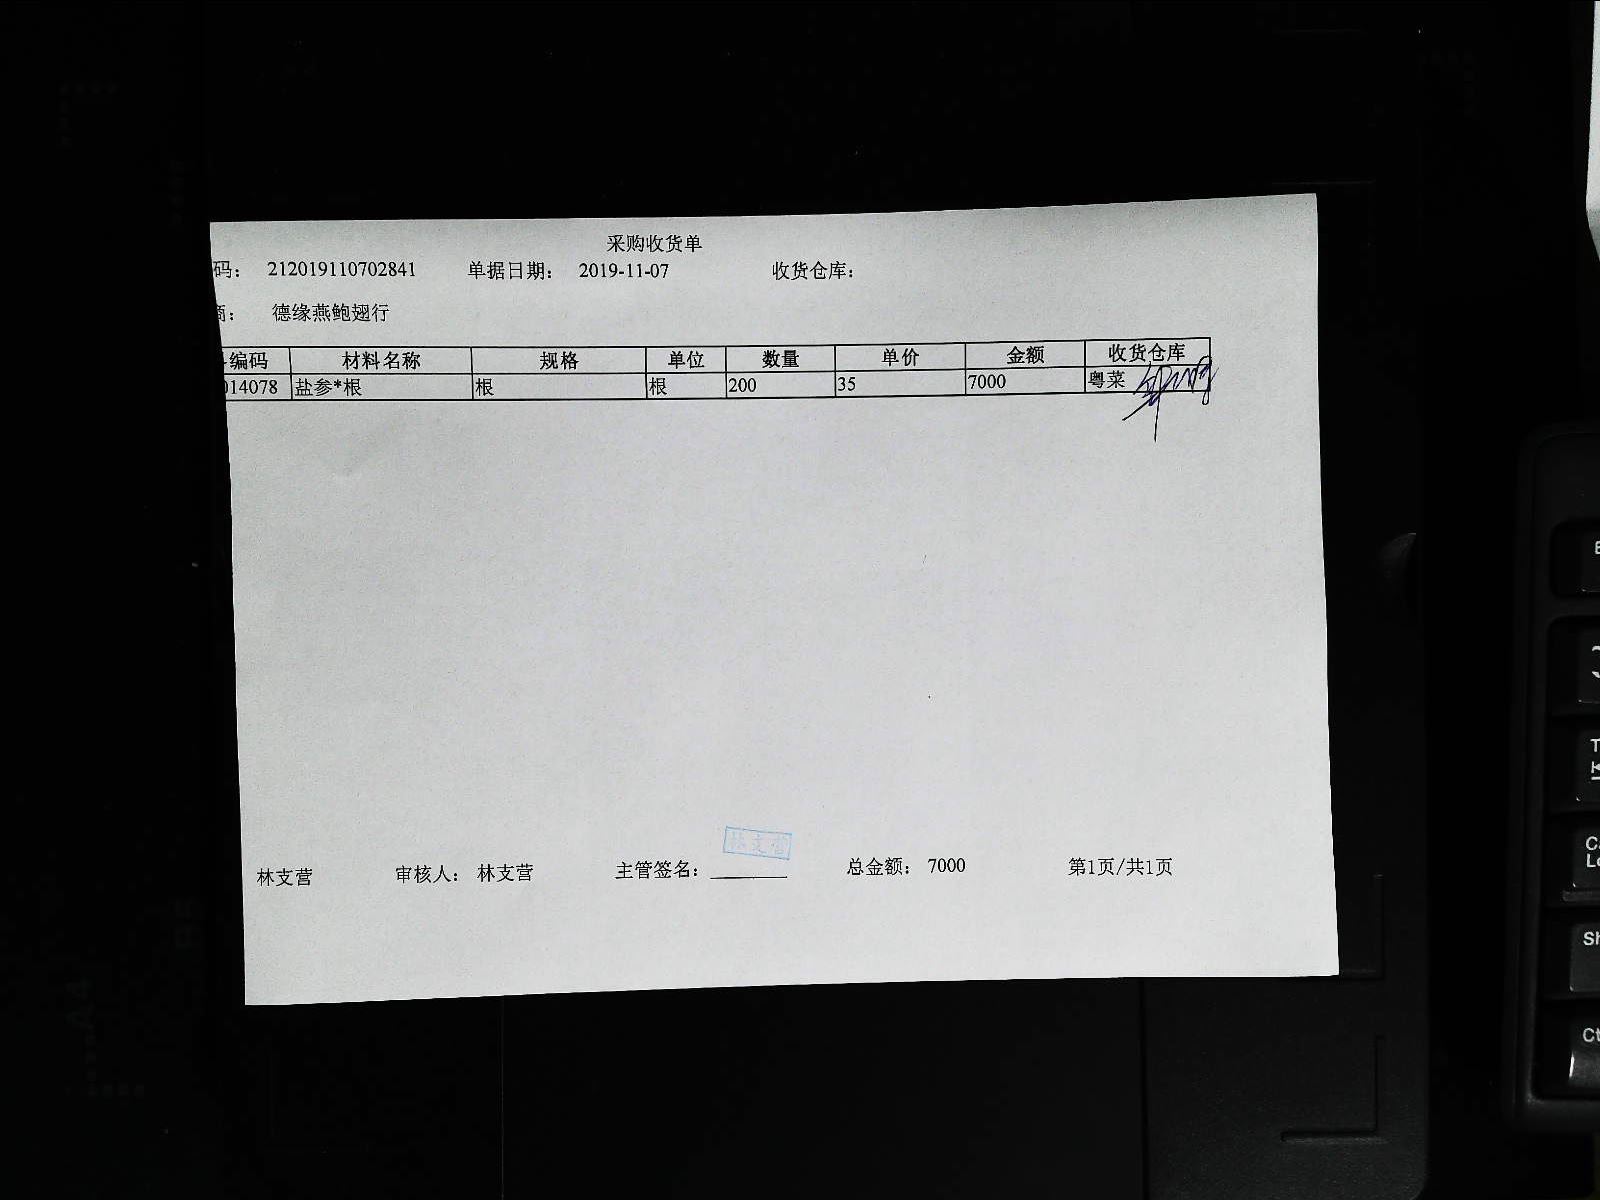 采购收货单
码： 212019110702841 单据日期： 2019-11-07 收货仓库：
商： 德缘燕鲍翅行
编码 材料名称 规格 单位 数量 单价 金额 收货仓库
014078 盐参*根 根 根 200 35 7000 粤菜
林支营
林支营 审核人： 林支营 主管签名： 总金额： 7000 第1页/共1页